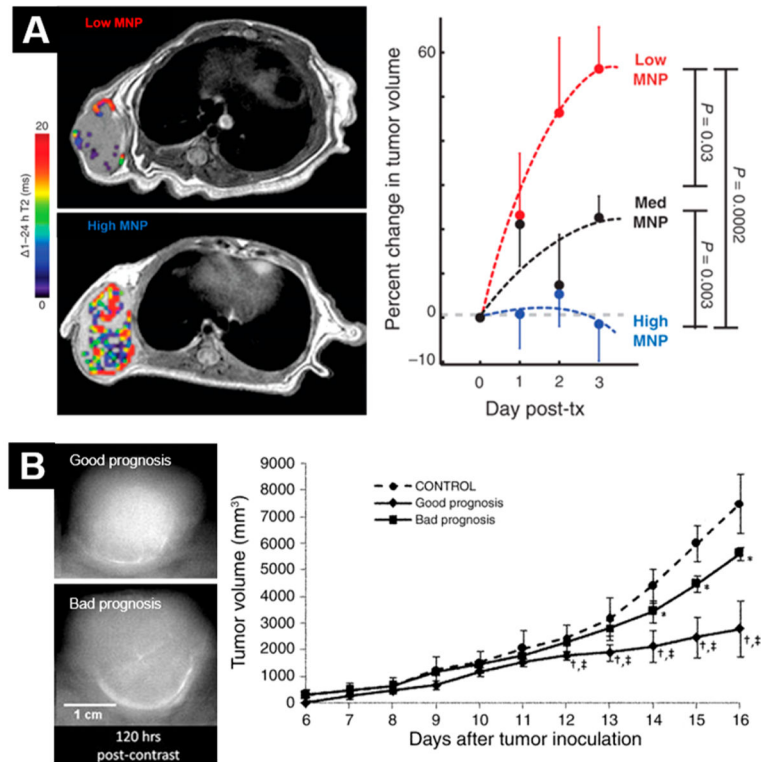 A
Low MNP
High MNP
20
Δ1–24 h T2 (ms)
0
Percent change in tumor volume
60
0
−10
0
1
2
3
Day post-tx
Low
MNP
Med
MNP
High
MNP
P = 0.03
P = 0.003
P = 0.0002
B
Good prognosis
Bad prognosis
1 cm
120 hrs
post-contrast
Tumor volume (mm³)
9000
8000
7000
6000
5000
4000
3000
2000
1000
0
CONTROL
Good prognosis
Bad prognosis
*
*
*
†,‡
†,‡
†,‡
†,‡
†,‡
6
7
8
9
10
11
12
13
14
15
16
Days after tumor inoculation